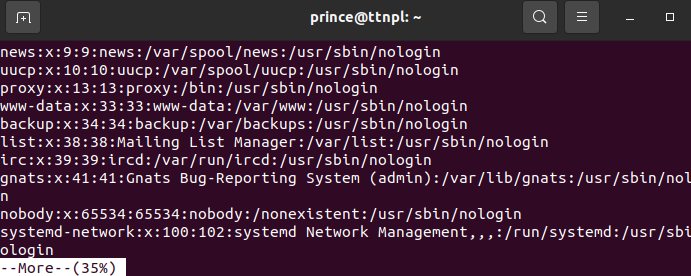 prince@ttnpl: ~
news:x:9:9:news:/var/spool/news:/usr/sbin/nologin
uucp:x:10:10:uucp:/var/spool/uucp:/usr/sbin/nologin
proxy:x:13:13:proxy:/bin:/usr/sbin/nologin
www-data:x:33:33:www-data:/var/www:/usr/sbin/nologin
backup:x:34:34:backup:/var/backups:/usr/sbin/nologin
list:x:38:38:Mailing List Manager:/var/list:/usr/sbin/nologin
irc:x:39:39:ircd:/var/run/ircd:/usr/sbin/nologin
gnats:x:41:41:Gnats Bug-Reporting System (admin):/var/lib/gnats:/usr/sbin/nologi
n
nobody:x:65534:65534:nobody:/nonexistent:/usr/sbin/nologin
systemd-network:x:100:102:systemd Network Management,,,:/run/systemd:/usr/sbin/n
ologin
--More--(35%)